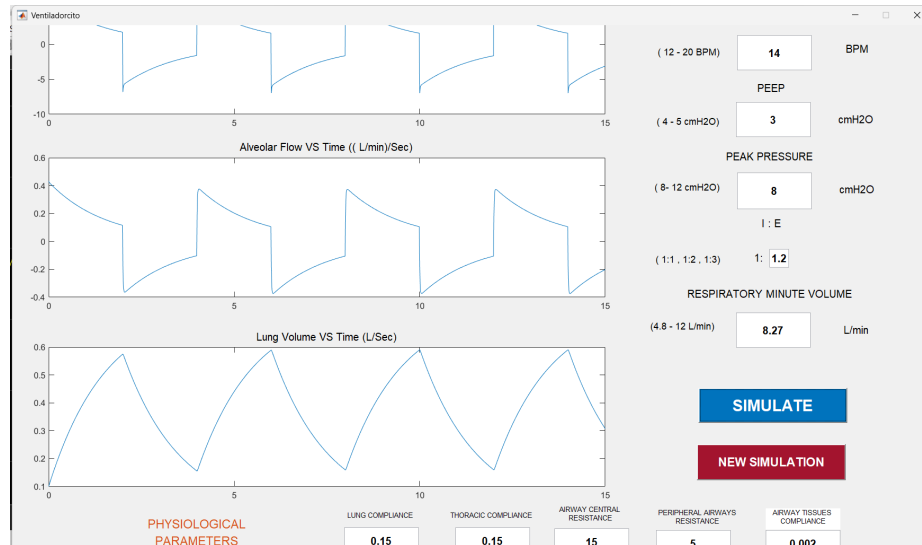 Ventiladorcito
0
-5
-10
0
5
10
15
( 12 - 20 BPM)
14
BPM
PEEP
( 4 - 5 cmH2O)
3
cmH2O
Alveolar Flow VS Time (( L/min)/Sec)
0.6
0.4
0.2
0
-0.2
-0.4
0
5
10
15
PEAK PRESSURE
( 8- 12 cmH2O)
8
cmH2O
I : E
( 1:1 , 1:2 , 1:3)
1:
1.2
RESPIRATORY MINUTE VOLUME
(4.8 - 12 L/min)
8.27
L/min
Lung Volume VS Time (L/Sec)
0.6
0.5
0.4
0.3
0.2
0.1
0
5
10
15
SIMULATE
NEW SIMULATION
PHYSIOLOGICAL
PARAMETERS
LUNG COMPLIANCE
0.15
THORACIC COMPLIANCE
0.15
AIRWAY CENTRAL
RESISTANCE
15
PERIPHERAL AIRWAYS
RESISTANCE
5
AIRWAY TISSUES
COMPLIANCE
0.002